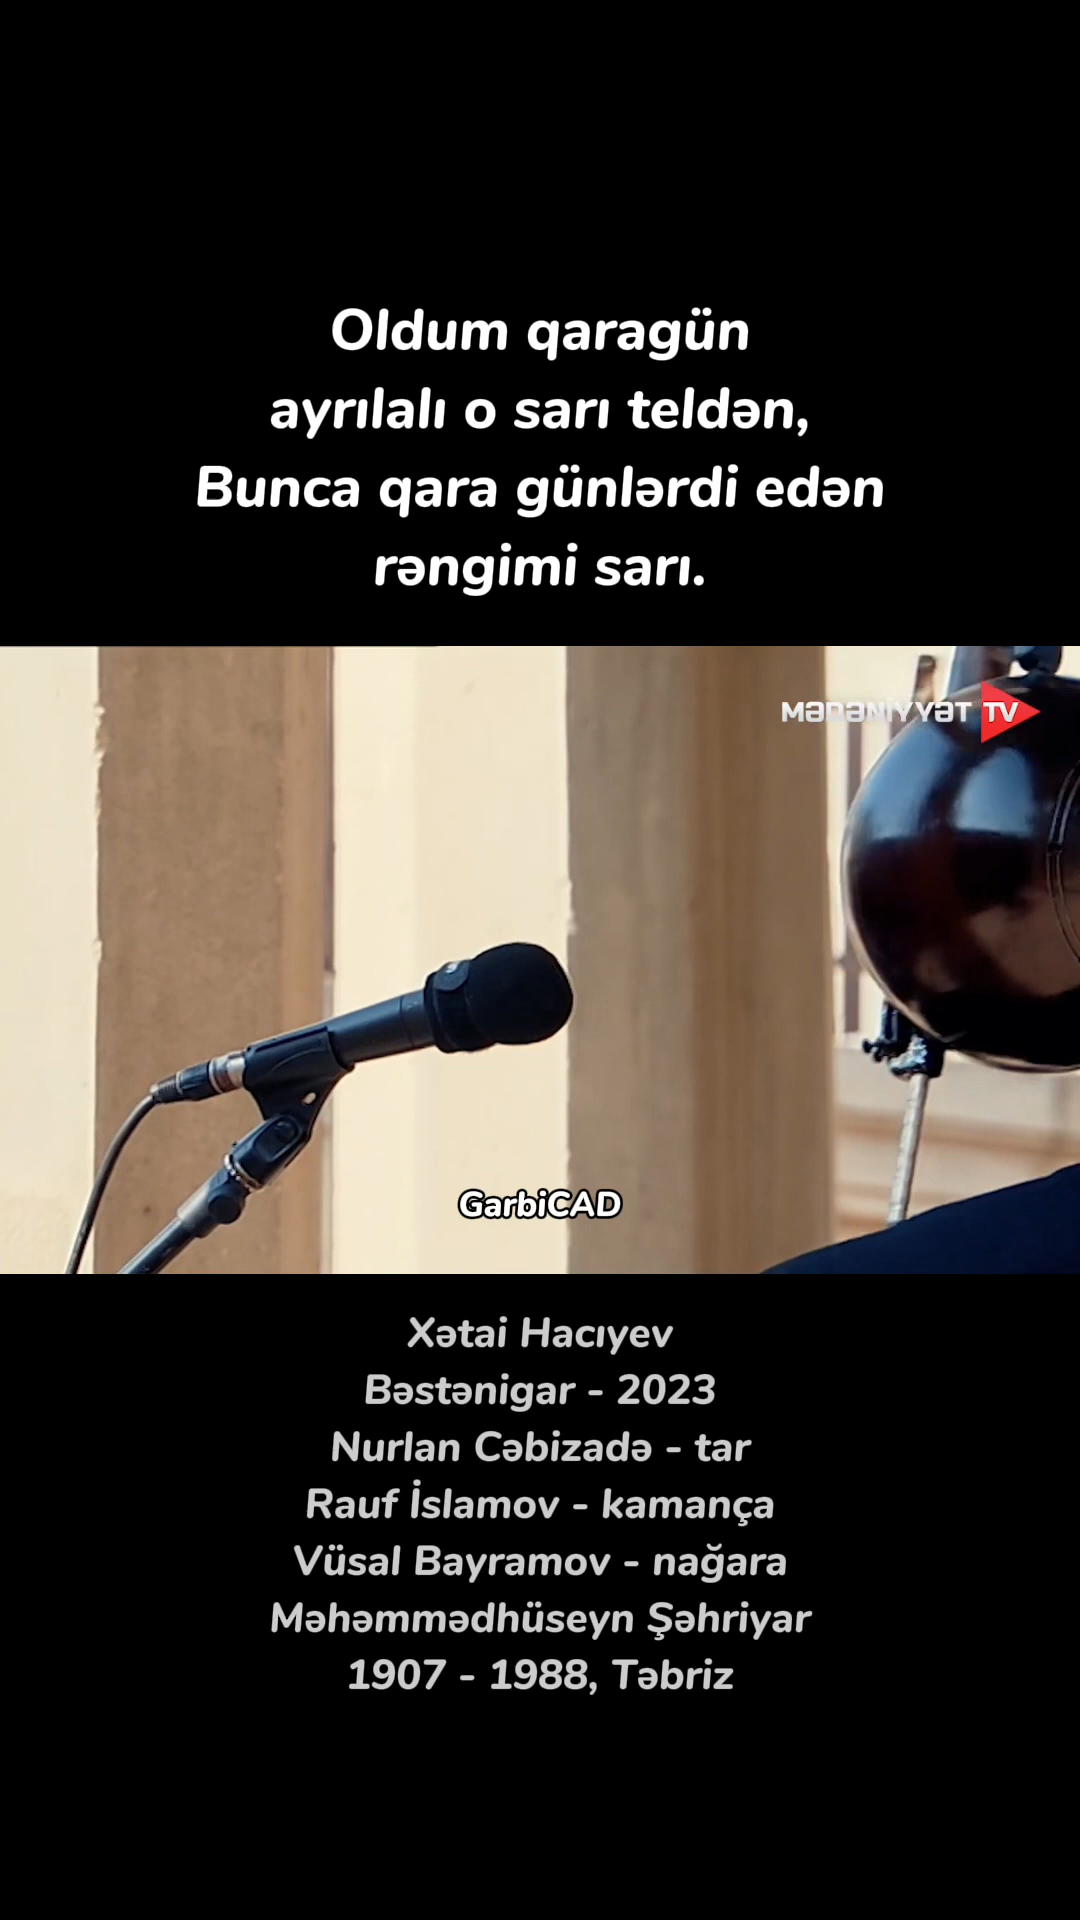 Oldum qaragün
ayrılalı o sarı teldən,
Bunca qara günlərdi edən
rəngimi sarı.
MƏDƏNİYYƏT TV
GarbiCAD
Xətai Hacıyev
Bəstənigar - 2023
Nurlan Cəbizadə - tar
Rauf İslamov - kamança
Vüsal Bayramov - nağara
Məhəmmədhüseyn Şəhriyar
1907 - 1988, Təbriz